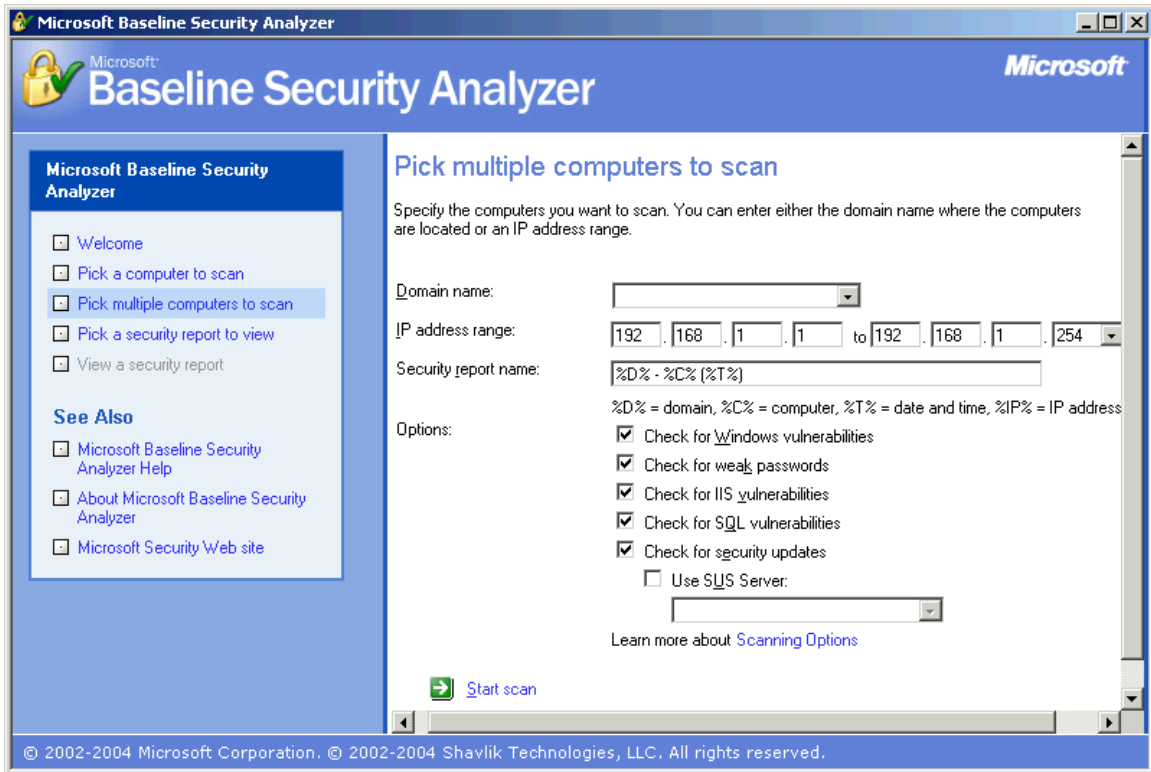 Microsoft Baseline Security Analyzer
Microsoft
Baseline Security Analyzer
Microsoft
Microsoft Baseline Security
Analyzer
Welcome
Pick a computer to scan
Pick multiple computers to scan
Pick a security report to view
View a security report
See Also
Microsoft Baseline Security
Analyzer Help
About Microsoft Baseline Security
Analyzer
Microsoft Security Web site
Pick multiple computers to scan
Specify the computers you want to scan. You can enter either the domain name where the computers
are located or an IP address range.
Domain name:
IP address range: 192 . 168 . 1 . 1 to 192 . 168 . 1 . 254
Security report name: %D% - %C% (%T%)
%D% = domain, %C% = computer, %T% = date and time, %IP% = IP address
Options:
Check for Windows vulnerabilities
Check for weak passwords
Check for IIS vulnerabilities
Check for SQL vulnerabilities
Check for security updates
Use SUS Server:
Learn more about Scanning Options
Start scan
© 2002-2004 Microsoft Corporation. © 2002-2004 Shavlik Technologies, LLC. All rights reserved.